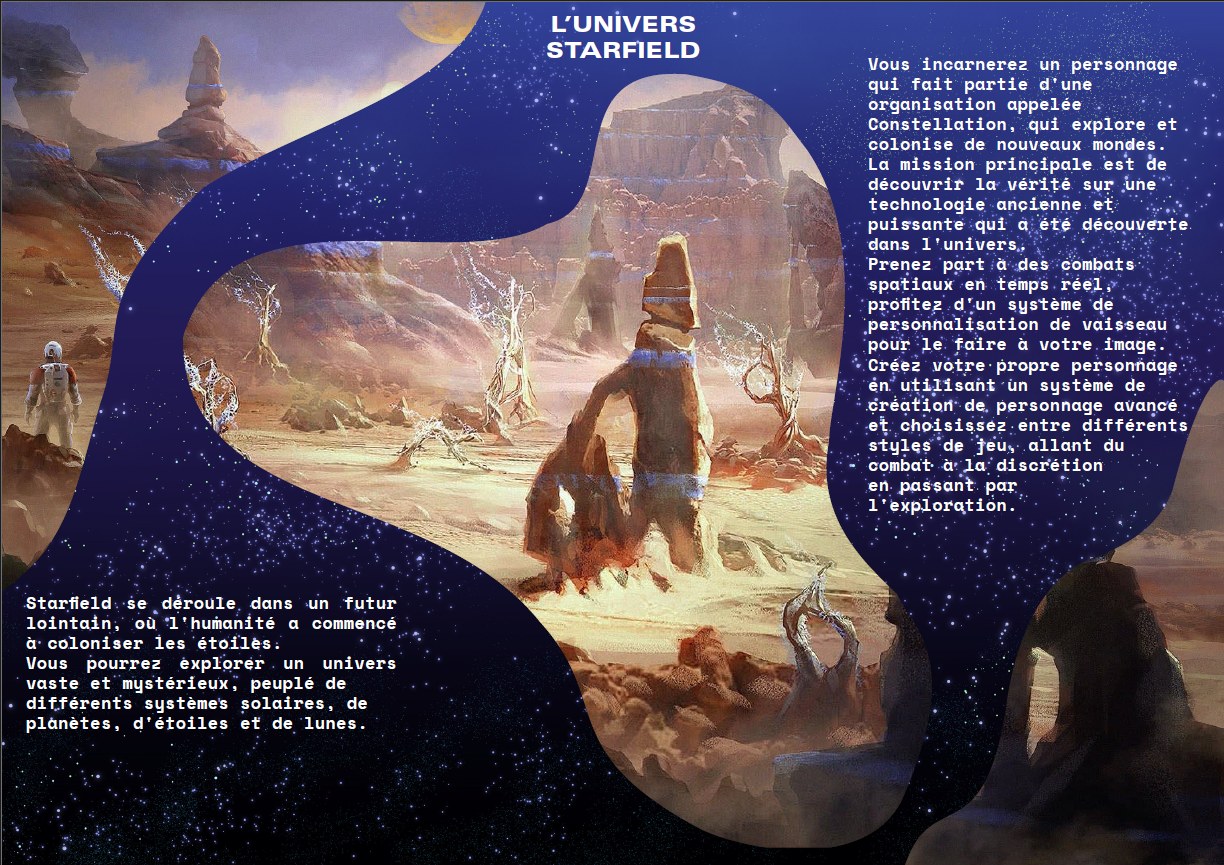 L'UNIVERS
STARFIELD
Vous incarnerez un personnage
qui fait partie d'une
organisation appelée
Constellation, qui explore et
colonise de nouveaux mondes.
La mission principale est de
découvrir la vérité sur une
technologie ancienne et
puissante qui a été découverte
dans l'univers.
Prenez part à des combats
spatiaux en temps réel,
profitez d'un système de
personnalisation de vaisseau
pour le faire à votre image.
Créez votre propre personnage
en utilisant un système de
création de personnage avancé
et choisissez entre différents
styles de jeu, allant du
combat à la discrétion
en passant par
l'exploration.
Starfield se déroule dans un futur
lointain, où l'humanité a commencé
à coloniser les étoiles.
Vous pourrez explorer un univers
vaste et mystérieux, peuplé de
différents systèmes solaires, de
planètes, d'étoiles et de lunes.